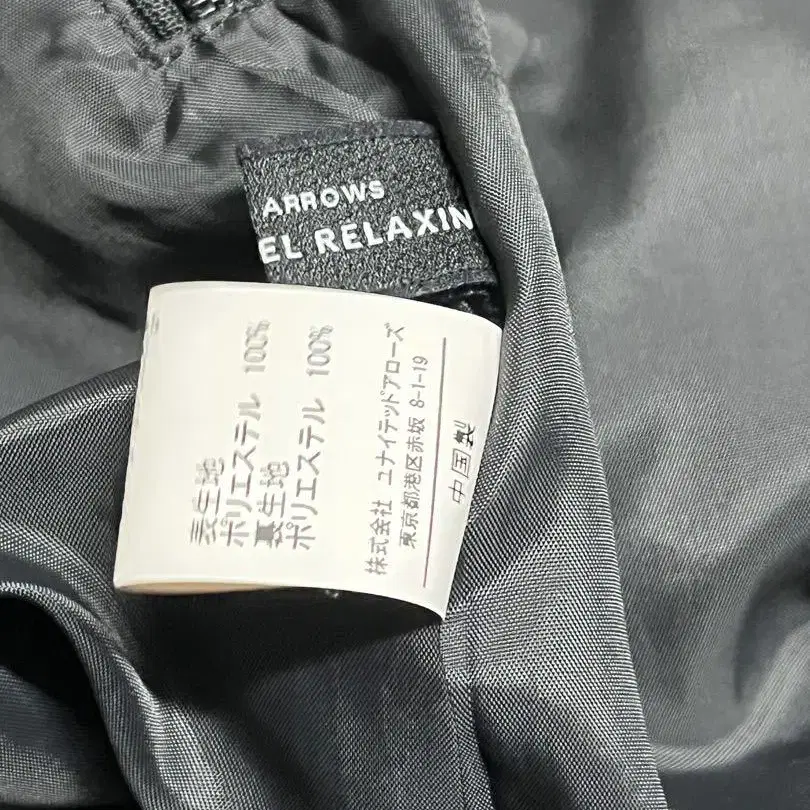 ARROWS
EL RELAXIN
表生地
ポリエステル 100%
裏生地
ポリエステル 100%
株式会社 ユナイテッドアローズ
東京都港区赤坂 8-1-19
中国製